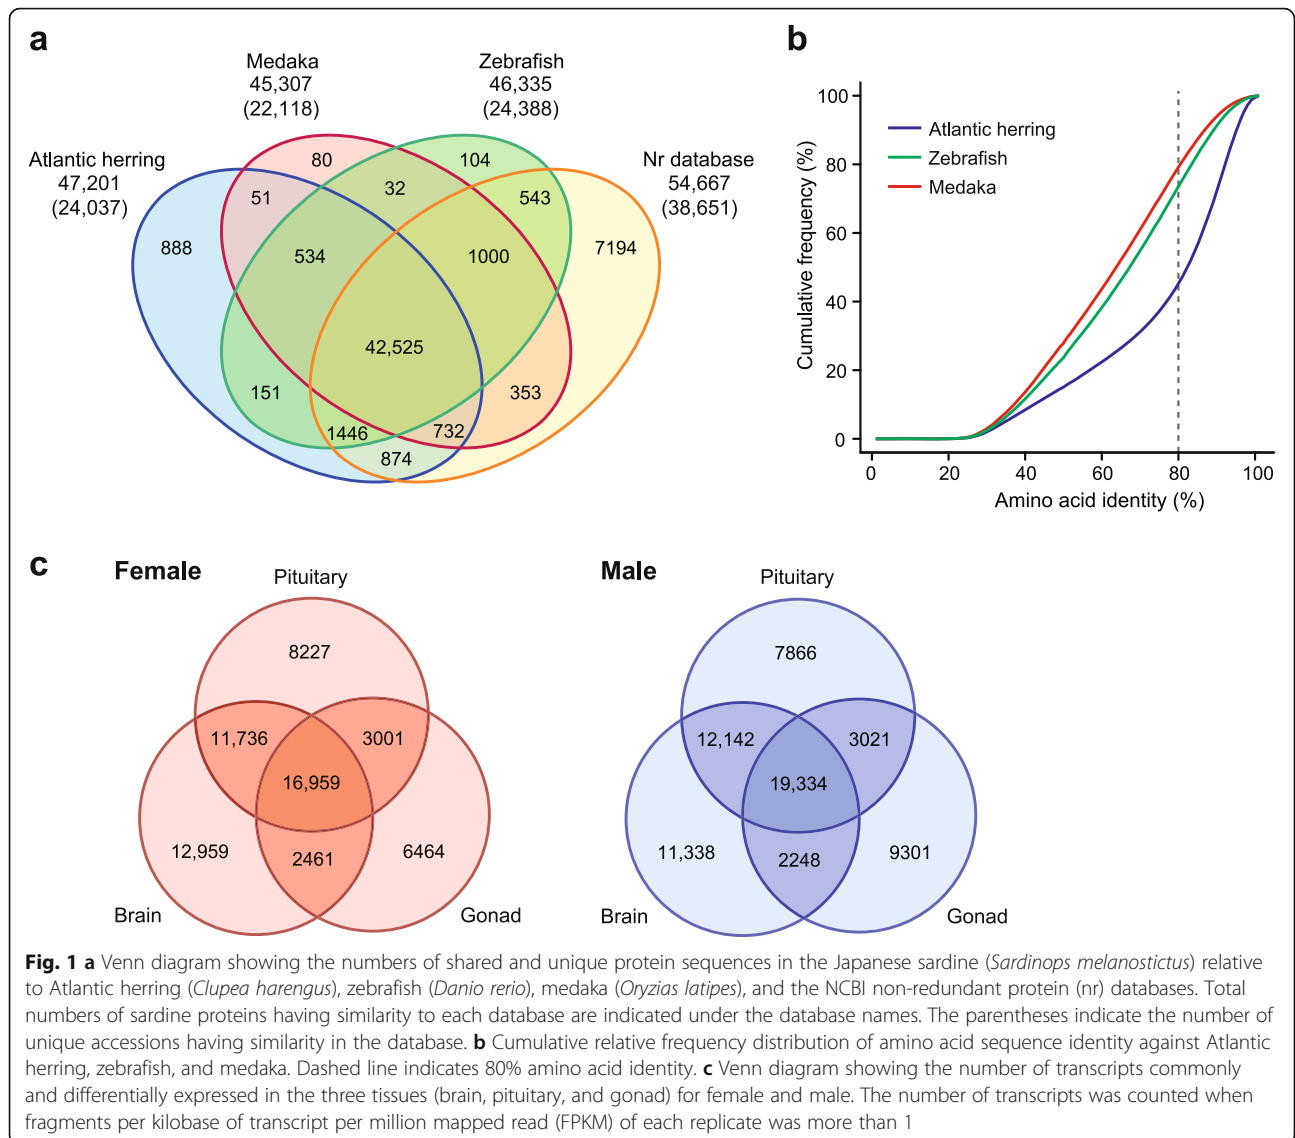 a
Medaka
45,307
(22,118)
Zebrafish
46,335
(24,388)
Atlantic herring
47,201
(24,037)
Nr database
54,667
(38,651)
80
104
51
32
543
888
534
1000
7194
42,525
151
353
1446
732
874
b
Cumulative frequency (%)
100
80
60
40
20
0
Atlantic herring
Zebrafish
Medaka
0 20 40 60 80 100
Amino acid identity (%)
c
Female
Pituitary
8227
11,736
3001
16,959
12,959
2461
6464
Brain
Gonad
Male
Pituitary
7866
12,142
3021
19,334
11,338
2248
9301
Brain
Gonad
Fig. 1 a Venn diagram showing the numbers of shared and unique protein sequences in the Japanese sardine (Sardinops melanostictus) relative
to Atlantic herring (Clupea harengus), zebrafish (Danio rerio), medaka (Oryzias latipes), and the NCBI non-redundant protein (nr) databases. Total
numbers of sardine proteins having similarity to each database are indicated under the database names. The parentheses indicate the number of
unique accessions having similarity in the database. b Cumulative relative frequency distribution of amino acid sequence identity against Atlantic
herring, zebrafish, and medaka. Dashed line indicates 80% amino acid identity. c Venn diagram showing the number of transcripts commonly
and differentially expressed in the three tissues (brain, pituitary, and gonad) for female and male. The number of transcripts was counted when
fragments per kilobase of transcript per million mapped read (FPKM) of each replicate was more than 1